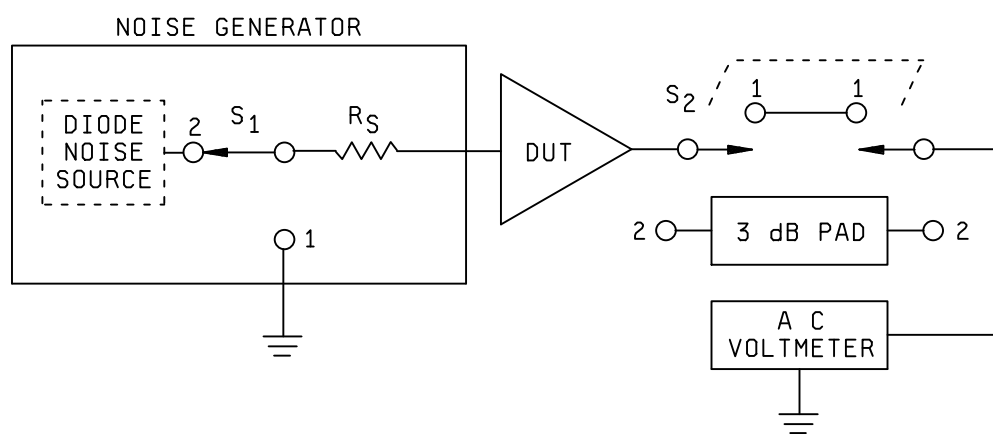 NOISE GENERATOR
DIODE
NOISE
SOURCE
2
S1
RS
1
DUT
S2
1
1
2
3 dB PAD
2
A C
VOLTMETER